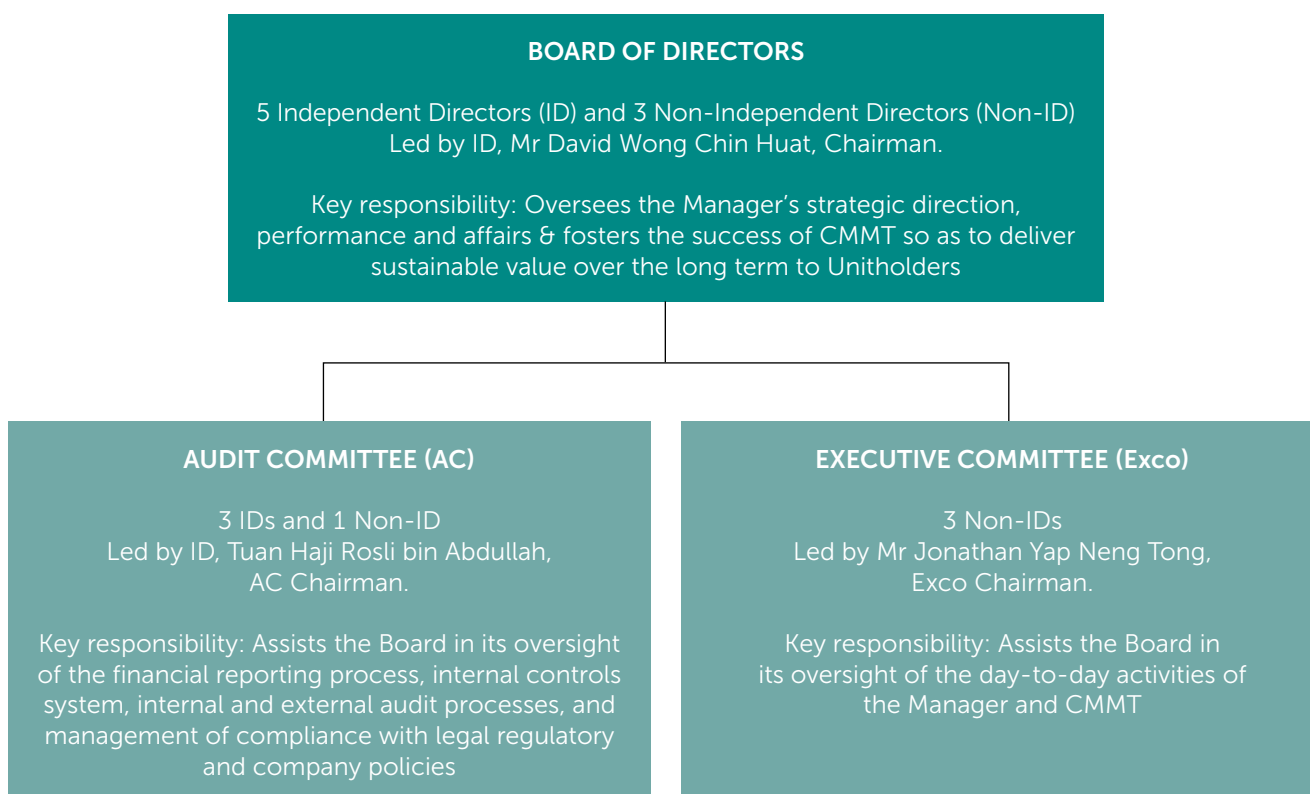 BOARD OF DIRECTORS
5 Independent Directors (ID) and 3 Non-Independent Directors (Non-ID)
Led by ID, Mr David Wong Chin Huat, Chairman.
Key responsibility: Oversees the Manager’s strategic direction,
performance and affairs & fosters the success of CMMT so as to deliver
sustainable value over the long term to Unitholders
AUDIT COMMITTEE (AC)
3 IDs and 1 Non-ID
Led by ID, Tuan Haji Rosli bin Abdullah,
AC Chairman.
Key responsibility: Assists the Board in its oversight
of the financial reporting process, internal controls
system, internal and external audit processes, and
management of compliance with legal regulatory
and company policies
EXECUTIVE COMMITTEE (Exco)
3 Non-IDs
Led by Mr Jonathan Yap Neng Tong,
Exco Chairman.
Key responsibility: Assists the Board in
its oversight of the day-to-day activities of
the Manager and CMMT